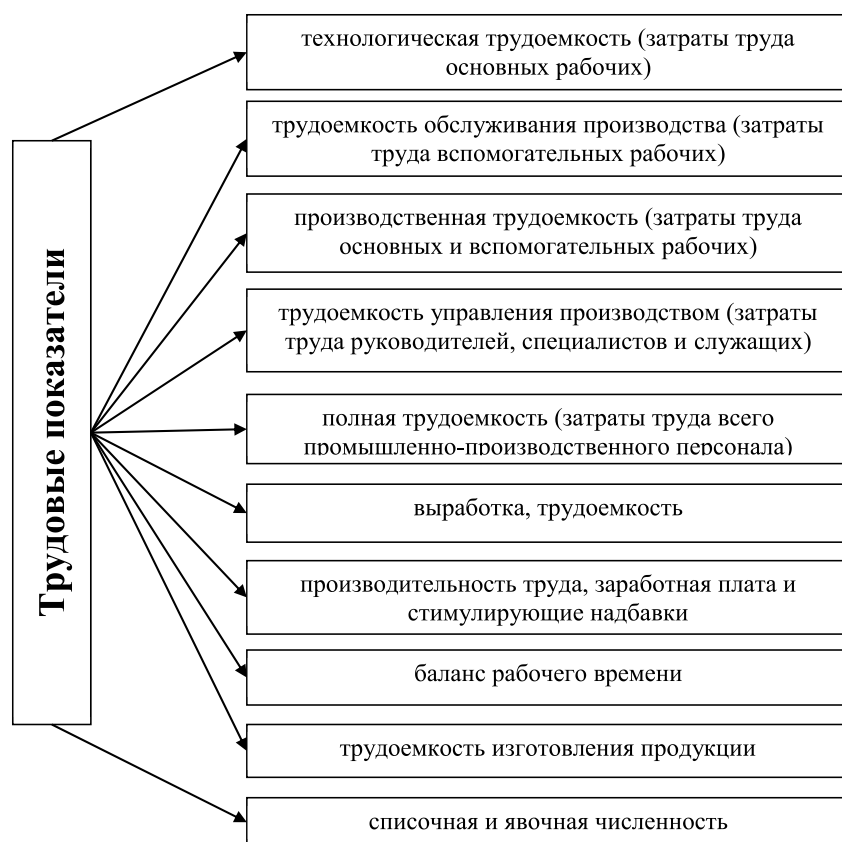 Трудовые показатели
технологическая трудоемкость (затраты труда
основных рабочих)
трудоемкость обслуживания производства (затраты
труда вспомогательных рабочих)
производственная трудоемкость (затраты труда
основных и вспомогательных рабочих)
трудоемкость управления производством (затраты
труда руководителей, специалистов и служащих)
полная трудоемкость (затраты труда всего
промышленно-производственного персонала)
выработка, трудоемкость
производительность труда, заработная плата и
стимулирующие надбавки
баланс рабочего времени
трудоемкость изготовления продукции
списочная и явочная численность